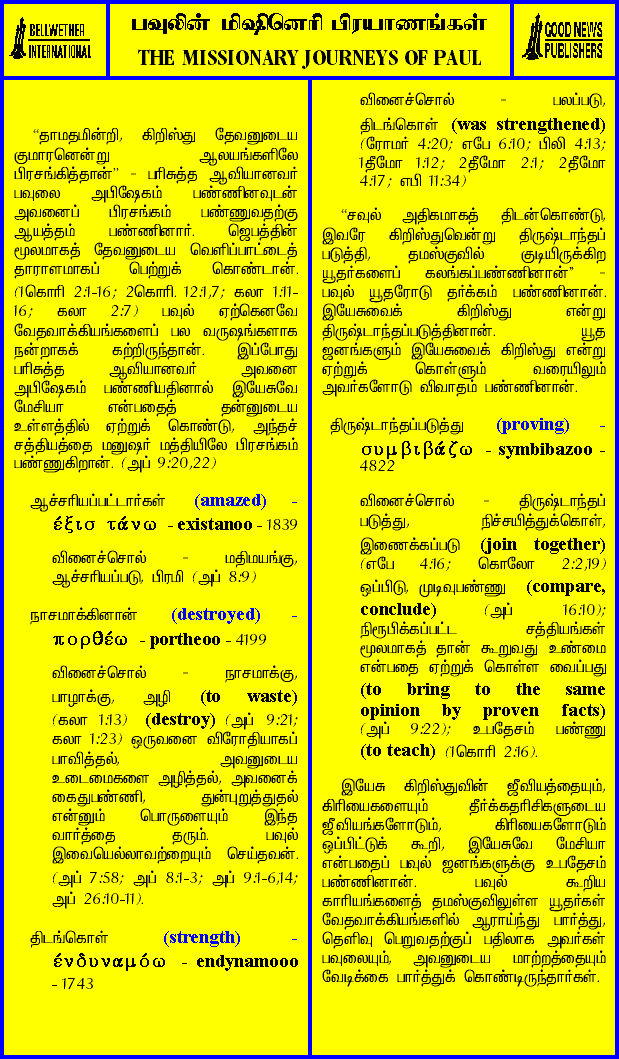 BELLWETHER
INTERNATIONAL
பவுலின் மிஷினெரி பிரயாணங்கள்
THE MISSIONARY JOURNEYS OF PAUL
GOOD NEWS
PUBLISHERS
“தாமதமின்றி, கிறிஸ்து தேவனுடைய
குமாரனென்று ஆலயங்களிலே
பிரசங்கித்தான்” - பரிசுத்த ஆவியானவர்
பவுலை அபிஷேகம் பண்ணினவுடன்
அவனைப் பிரசங்கம் பண்ணுவதற்கு
ஆயத்தம் பண்ணினார். ஜெபத்தின்
மூலமாகத் தேவனுடைய வெளிப்பாட்டைத்
தாராளமாகப் பெற்றுக் கொண்டான்.
(1கொரி 2:1-16; 2கொரி. 12:1,7; கலா 1:11-
16; கலா 2:7) பவுல் ஏற்கெனவே
வேதவாக்கியங்களைப் பல வருஷங்களாக
நன்றாகக் கற்றிருந்தான். இப்போது
பரிசுத்த ஆவியானவர் அவனை
அபிஷேகம் பண்ணியதினால் இயேசுவே
மேசியா என்பதைத் தன்னுடைய
உள்ளத்தில் ஏற்றுக் கொண்டு, அந்தச்
சத்தியத்தை மனுஷர் மத்தியிலே பிரசங்கம்
பண்ணுகிறான். (அப் 9:20,22)
ஆச்சரியப்பட்டார்கள் (amazed) -
έξισ τάνω - existanoo - 1839
வினைச்சொல் - மதிமயங்கு,
ஆச்சரியப்படு, பிரமி (அப் 8:9)
நாசமாக்கினான் (destroyed) -
πορθέω - portheoo - 4199
வினைச்சொல் - நாசமாக்கு,
பாழாக்கு, அழி (to waste)
(கலா 1:13) (destroy) (அப் 9:21;
கலா 1:23) ஒருவனை விரோதியாகப்
பாவித்தல், அவனுடைய
உடைமைகளை அழித்தல், அவனைக்
கைதுபண்ணி, துன்புறுத்துதல்
என்னும் பொருளையும் இந்த
வார்த்தை தரும். பவுல்
இவையெல்லாவற்றையும் செய்தவன்.
(அப் 7:58; அப் 8:1-3; அப் 9:1-6,14;
அப் 26:10-11).
திடங்கொள் (strength) -
ένδυναμόω - endynamooo
- 1743
வினைச்சொல் - பலப்படு,
திடங்கொள் (was strengthened)
(ரோமர் 4:20; எபே 6:10; பிலி 4:13;
1தீமோ 1:12; 2தீமோ 2:1; 2தீமோ
4:17; எபி 11:34)
“சவுல் அதிகமாகத் திடன்கொண்டு,
இவரே கிறிஸ்துவென்று திருஷ்டாந்தப்
படுத்தி, தமஸ்குவில் குடியிருக்கிற
யூதர்களைப் கலங்கப்பண்ணினான்” -
பவுல் யூதரோடு தர்க்கம் பண்ணினான்.
இயேசுவைக் கிறிஸ்து என்று
திருஷ்டாந்தப்படுத்தினான். யூத
ஜனங்களும் இயேசுவைக் கிறிஸ்து என்று
ஏற்றுக் கொள்ளும் வரையிலும்
அவர்களோடு விவாதம் பண்ணினான்.
திருஷ்டாந்தப்படுத்து (proving) -
συμβιβάζω - symbibazoo -
4822
வினைச்சொல் - திருஷ்டாந்தப்
படுத்து, நிச்சயித்துக்கொள்,
இணைக்கப்படு (join together)
(எபே 4:16; கொலோ 2:2,19)
ஒப்பிடு, முடிவுபண்ணு (compare,
conclude) (அப் 16:10);
நிரூபிக்கப்பட்ட சத்தியங்கள்
மூலமாகத் தான் கூறுவது உண்மை
என்பதை ஏற்றுக் கொள்ள வைப்பது
(to bring to the same
opinion by proven facts)
(அப் 9:22); உபதேசம் பண்ணு
(to teach) (1கொரி 2:16).
இயேசு கிறிஸ்துவின் ஜீவியத்தையும்,
கிரியைகளையும் தீர்க்கதரிசிகளுடைய
ஜீவியங்களோடும், கிரியைகளோடும்
ஒப்பிட்டுக் கூறி, இயேசுவே மேசியா
என்பதைப் பவுல் ஜனங்களுக்கு உபதேசம்
பண்ணினான். பவுல் கூறிய
காரியங்களைத் தமஸ்குவிலுள்ள யூதர்கள்
வேதவாக்கியங்களில் ஆராய்ந்து பார்த்து,
தெளிவு பெறுவதற்குப் பதிலாக அவர்கள்
பவுலையும், அவனுடைய மாற்றத்தையும்
வேடிக்கை பார்த்துக் கொண்டிருந்தார்கள்.